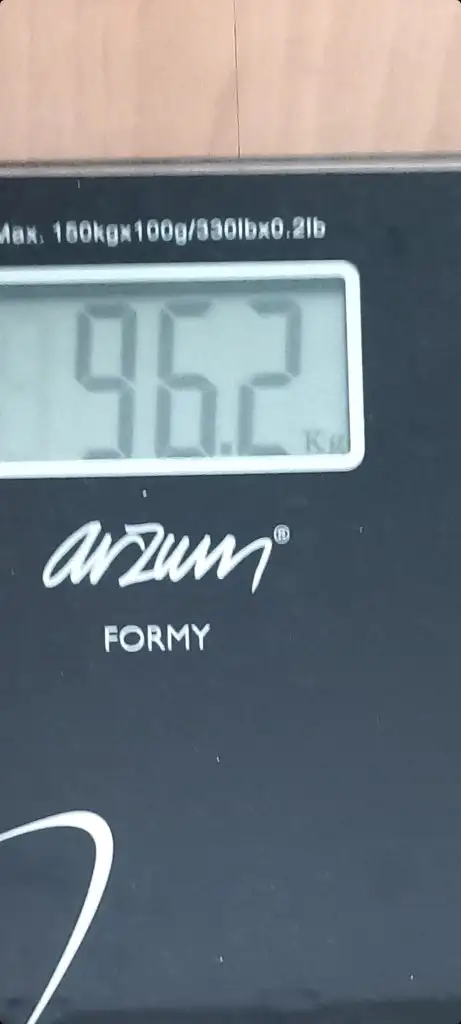 Max. 150kgx100g/330lbx0.2lb
96.2 Kg
arzum®
FORMY